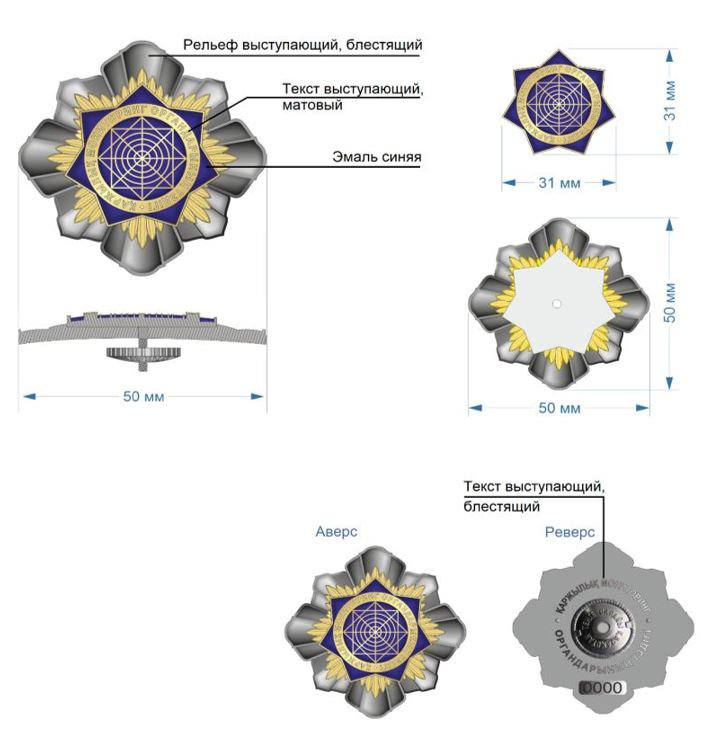 Рельеф выступающий, блестящий
Текст выступающий,
матовый
Эмаль синяя
31 мм
31 мм
50 мм
50 мм
50 мм
Текст выступающий,
блестящий
Аверс
Реверс
ҚАРЖЫЛЫҚ МОНИТОРИНГ
ОРГАНДАРЫНЫҢ ҮЗДІГІ
0000